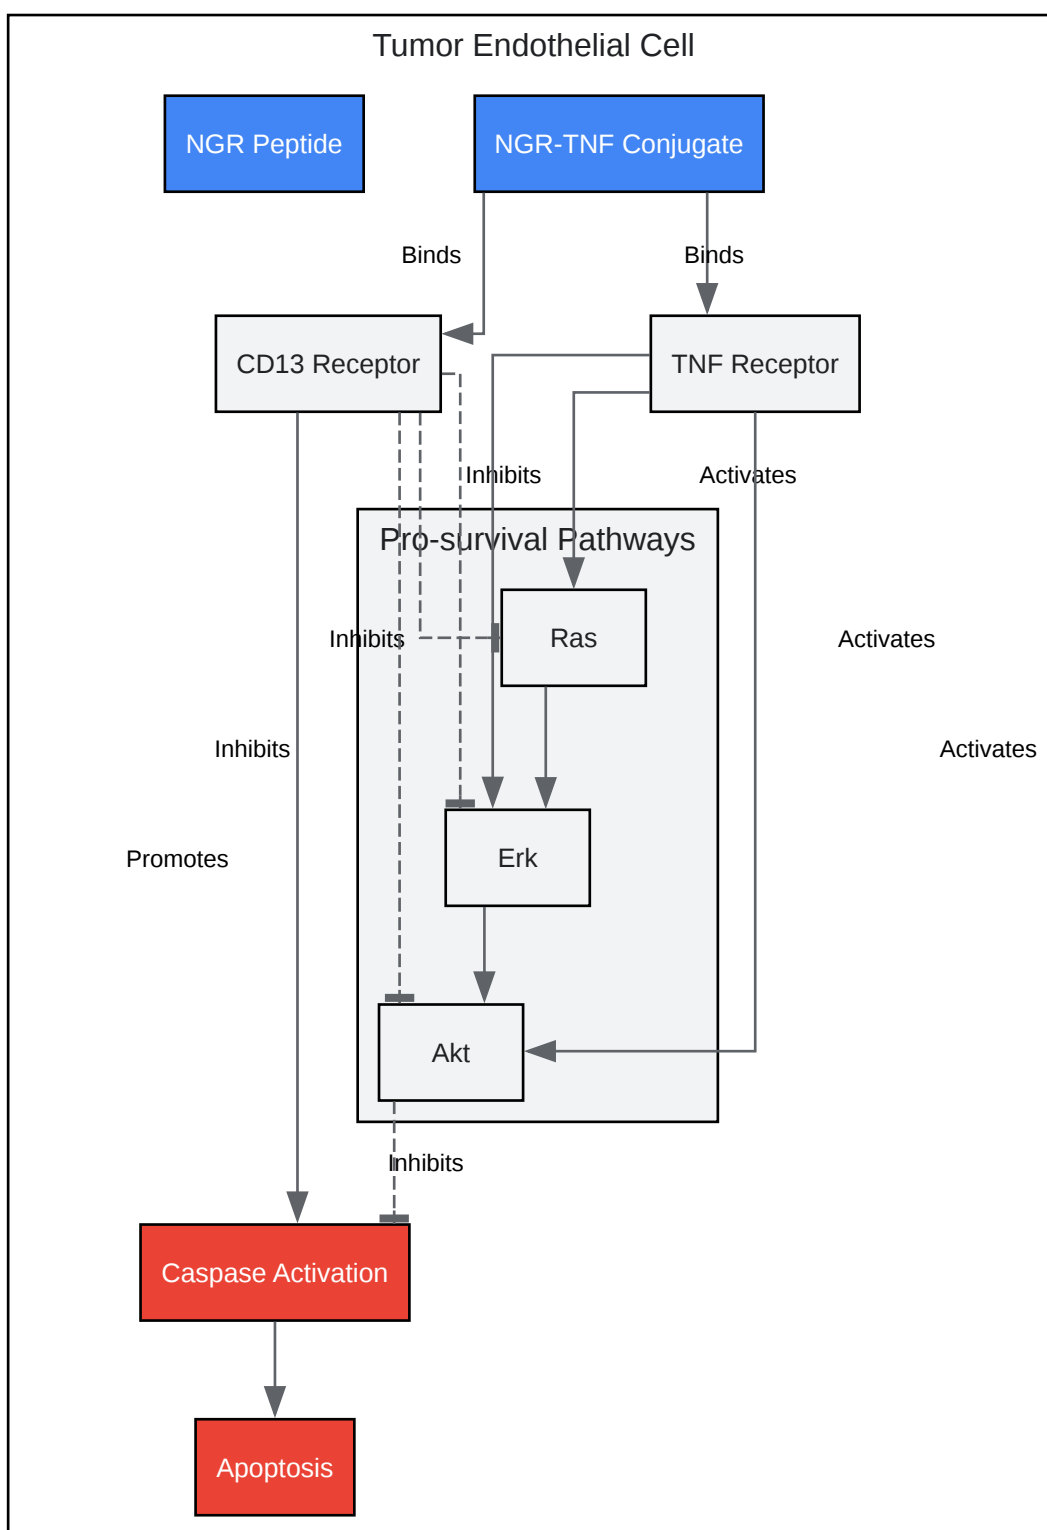 Tumor Endothelial Cell
NGR Peptide
NGR-TNF Conjugate
Binds
Binds
CD13 Receptor
TNF Receptor
Inhibits
Activates
Pro-survival Pathways
Ras
Inhibits
Activates
Inhibits
Activates
Promotes
Erk
Akt
Inhibits
Caspase Activation
Apoptosis